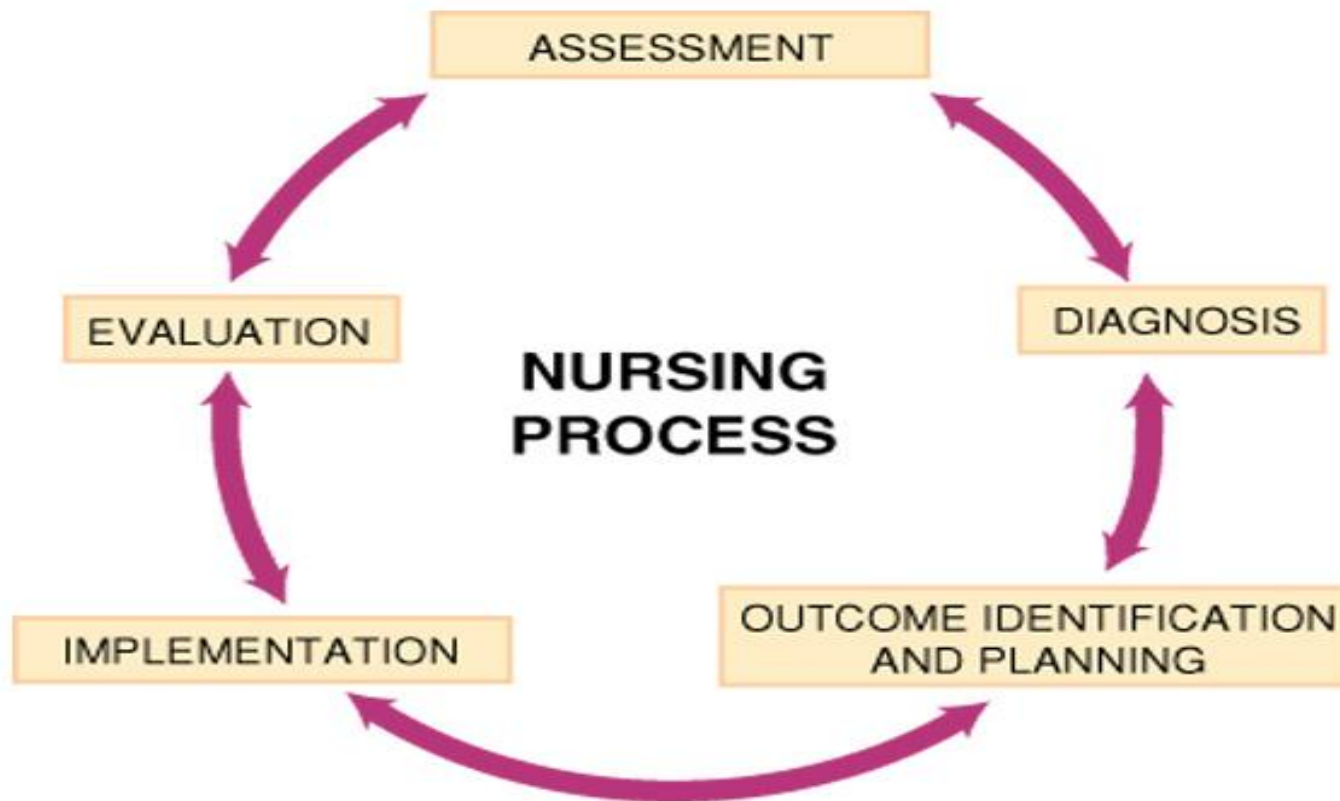 ASSESSMENT
DIAGNOSIS
OUTCOME IDENTIFICATION
AND PLANNING
IMPLEMENTATION
EVALUATION
NURSING
PROCESS